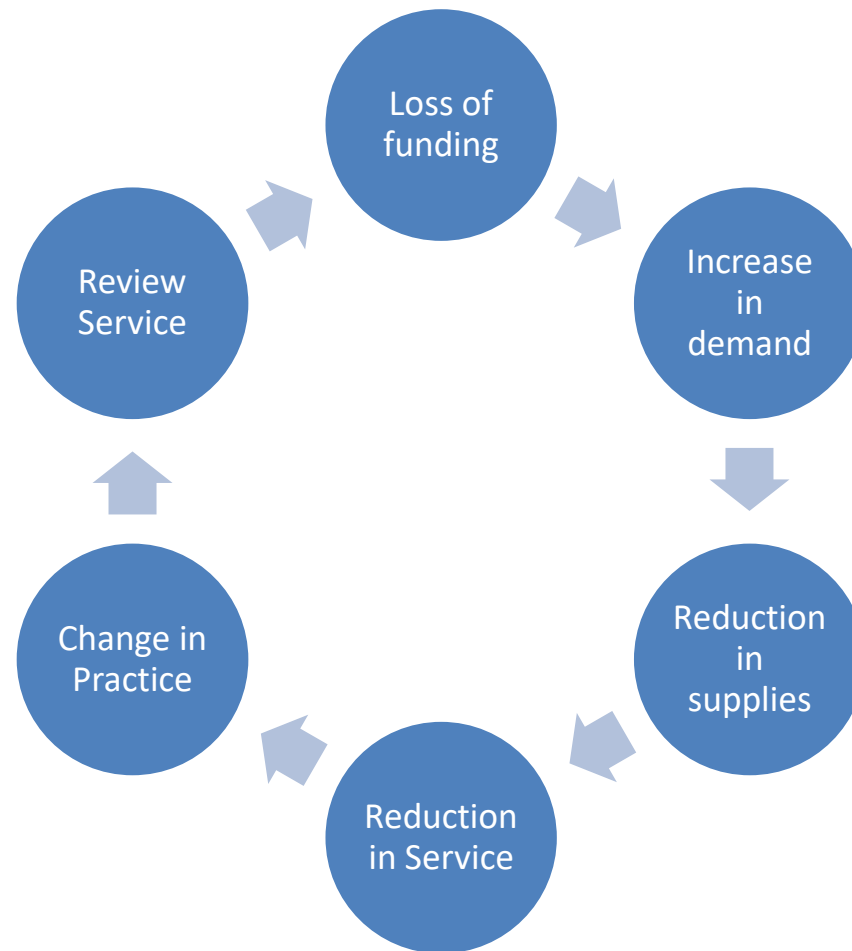 Loss of
funding
Increase
in
demand
Reduction
in
supplies
Reduction
in Service
Change in
Practice
Review
Service